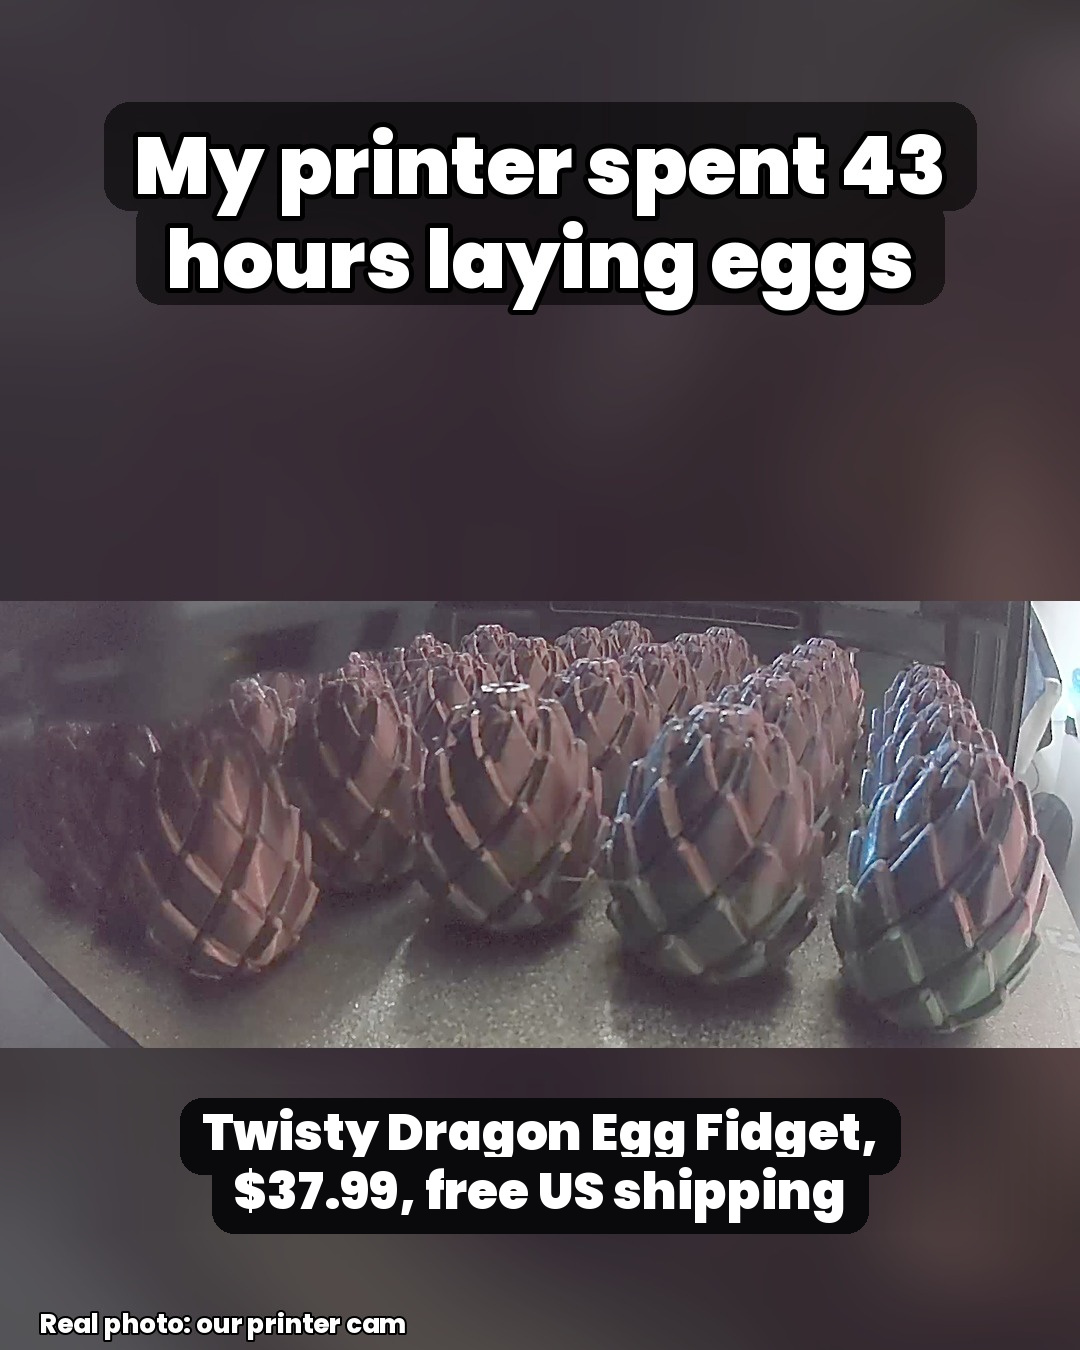 My printer spent 43
hours laying eggs
Twisty Dragon Egg Fidget,
$37.99, free US shipping
Real photo: our printer cam